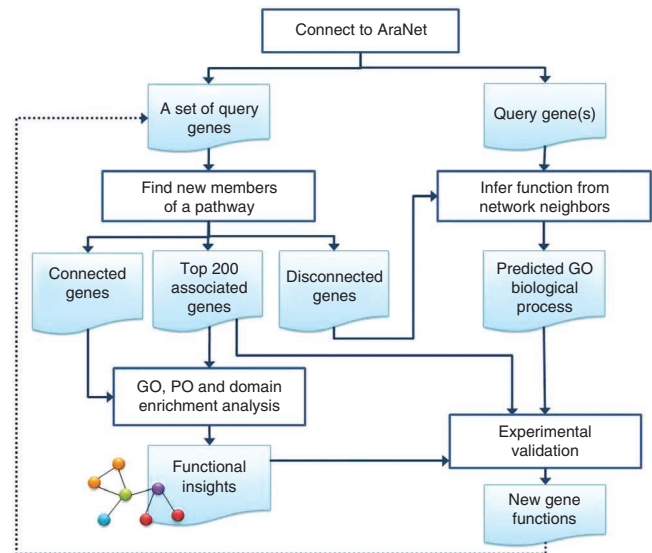 Connect to AraNet
A set of query
genes
Query gene(s)
Find new members
of a pathway
Infer function from
network neighbors
Connected
genes
Top 200
associated
genes
Disconnected
genes
Predicted GO
biological
process
GO, PO and domain
enrichment analysis
Experimental
validation
Functional
insights
New gene
functions